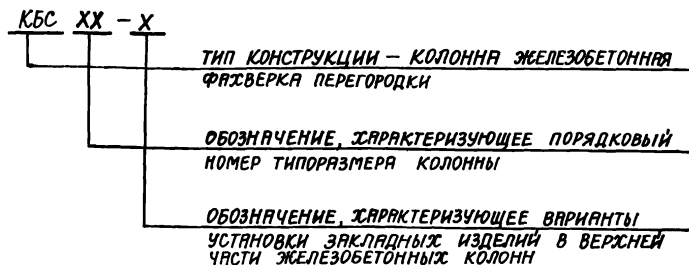 КБС ХХ – Х
ТИП КОНСТРУКЦИИ – КОЛОННА ЖЕЛЕЗОБЕТОННАЯ
ФАХВЕРКА ПЕРЕГОРОДКИ
ОБОЗНАЧЕНИЕ, ХАРАКТЕРИЗУЮЩЕЕ ПОРЯДКОВЫЙ
НОМЕР ТИПОРАЗМЕРА КОЛОННЫ
ОБОЗНАЧЕНИЕ, ХАРАКТЕРИЗУЮЩЕЕ ВАРИАНТЫ
УСТАНОВКИ ЗАКЛАДНЫХ ИЗДЕЛИЙ В ВЕРХНЕЙ
ЧАСТИ ЖЕЛЕЗОБЕТОННЫХ КОЛОНН